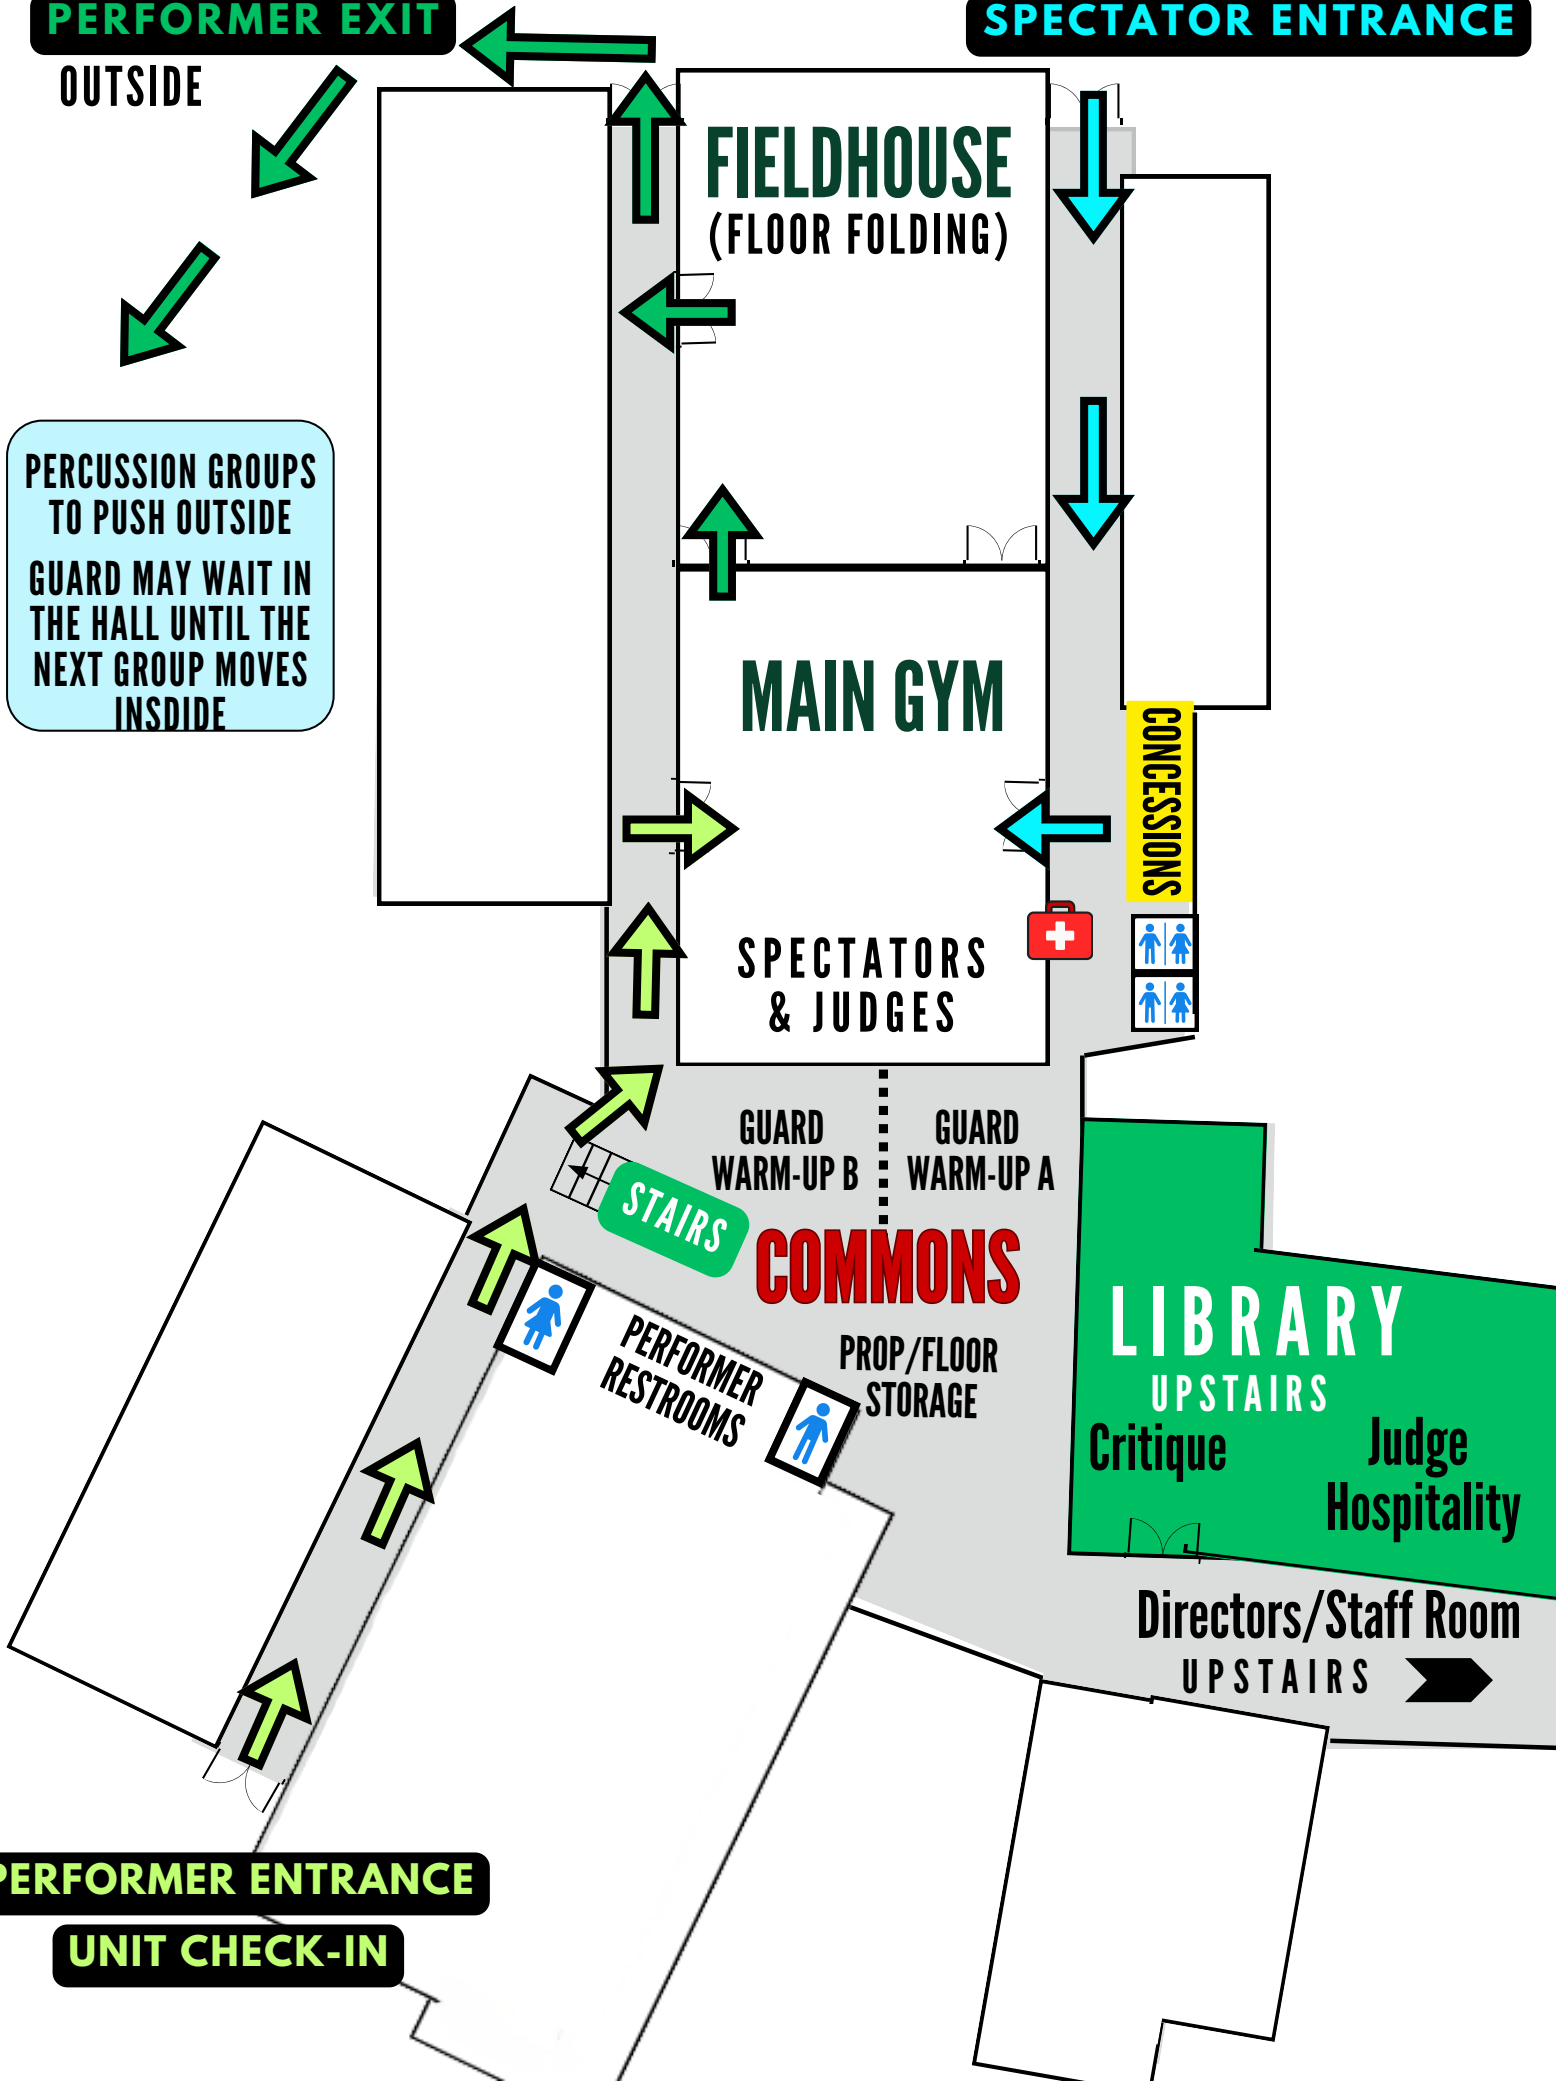 PERFORMER EXIT
OUTSIDE
SPECTATOR ENTRANCE
FIELDHOUSE
(FLOOR FOLDING)
PERCUSSION GROUPS
TO PUSH OUTSIDE
GUARD MAY WAIT IN
THE HALL UNTIL THE
NEXT GROUP MOVES
INSDIDE
MAIN GYM
CONCESSIONS
SPECTATORS
& JUDGES
GUARD
WARM-UP B
GUARD
WARM-UP A
STAIRS
COMMONS
PERFORMER
RESTROOMS
PROP/FLOOR
STORAGE
LIBRARY
UPSTAIRS
Critique
Judge
Hospitality
Directors/Staff Room
UPSTAIRS
PERFORMER ENTRANCE
UNIT CHECK-IN